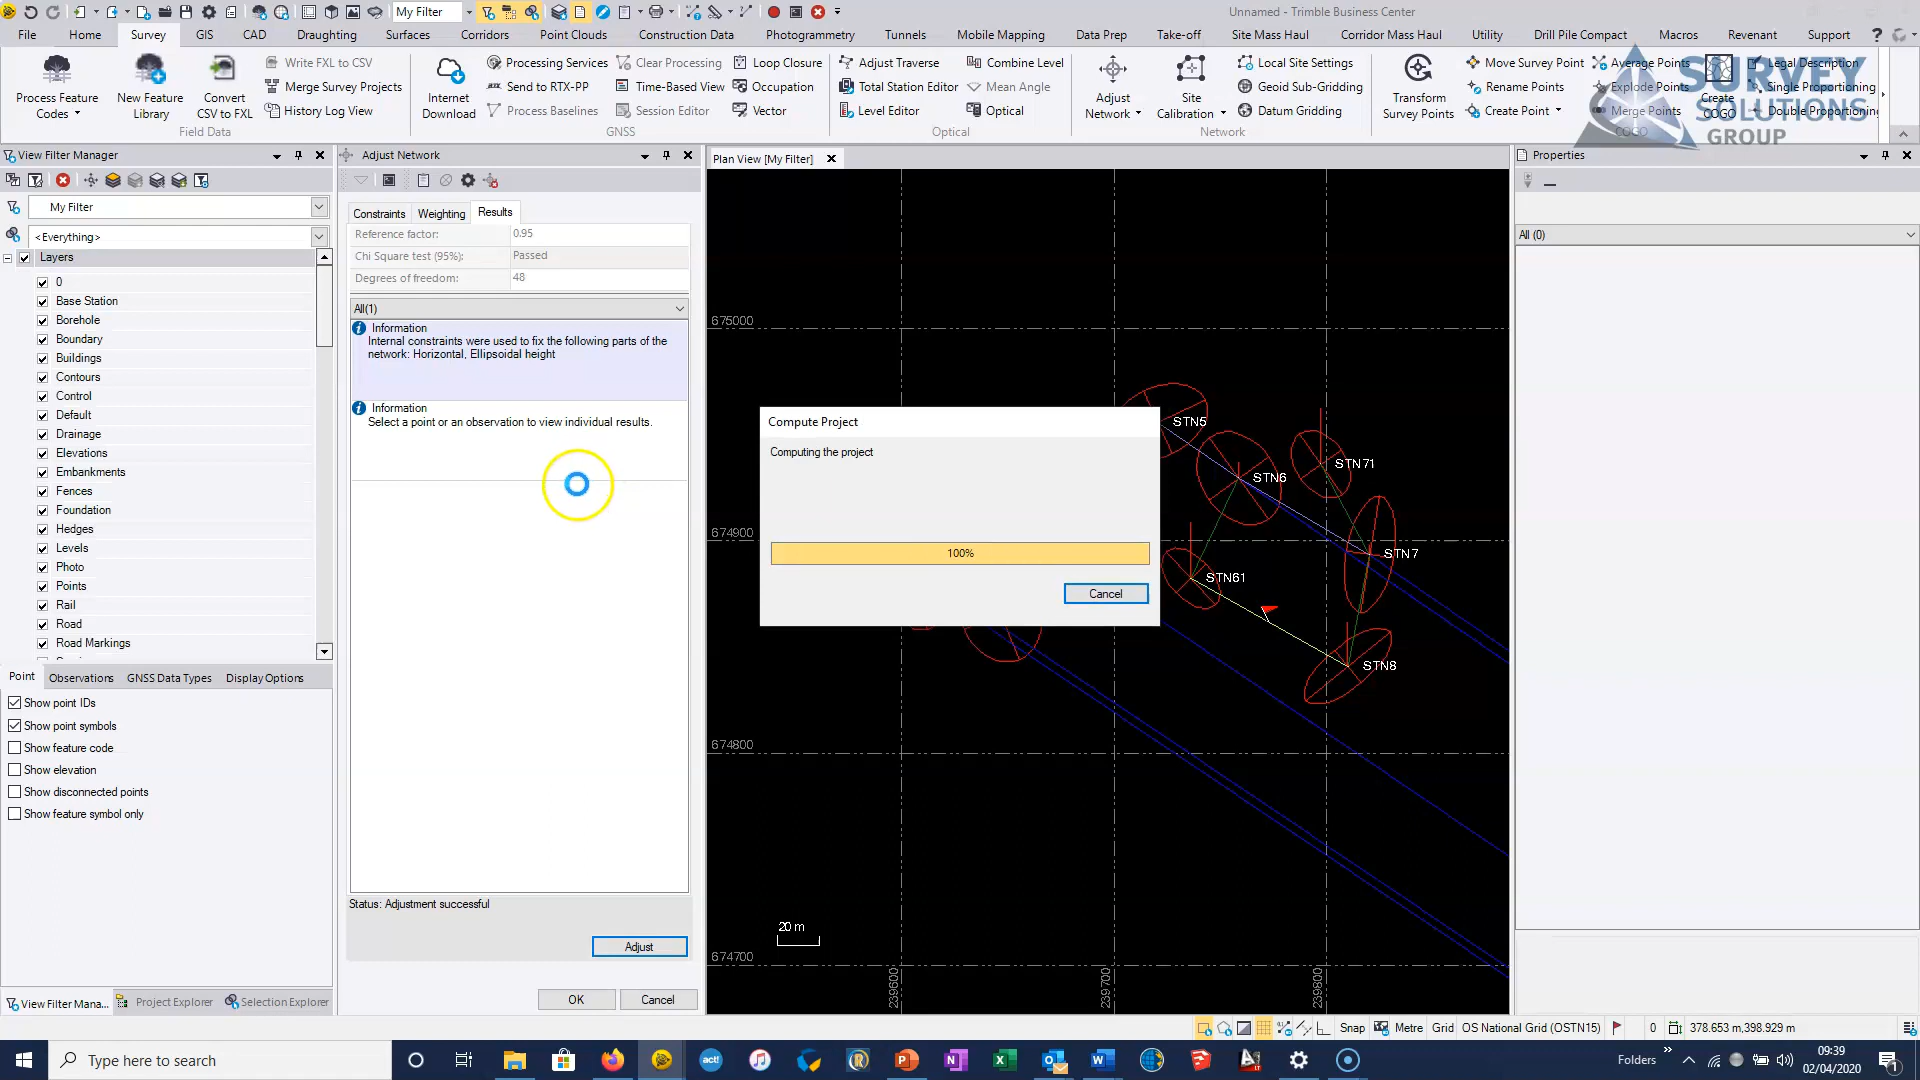 My Filter
Unnamed - Trimble Business Center
File Home Survey GIS CAD Draughting Surfaces Corridors Point Clouds Construction Data Photogrammetry Tunnels Mobile Mapping Data Prep Take-off Site Mass Haul Corridor Mass Haul Utility Drill Pile Compact Macros Revenant Support
Process Feature Codes
New Feature Library
Convert CSV to FXL
Write FXL to CSV
Merge Survey Projects
History Log View
Field Data
Internet Download
Processing Services
Send to RTX-PP
Process Baselines
Clear Processing
Time-Based View
Session Editor
Loop Closure
Occupation
Vector
GNSS
Adjust Traverse
Total Station Editor
Level Editor
Combine Level
Mean Angle
Optical
Optical
Adjust Network
Site Calibration
Local Site Settings
Geoid Sub-Gridding
Datum Gridding
Network
Transform Survey Points
Move Survey Point
Rename Points
Create Point
Average Points
Explode Points
Merge Points
COGO
Create COGO
Legal Description
Single Proportioning
Double Proportioning
SURVEY
SOLUTIONS
GROUP
View Filter Manager
My Filter
<Everything>
Layers
0
Base Station
Borehole
Boundary
Buildings
Contours
Control
Default
Drainage
Elevations
Embankments
Fences
Foundation
Hedges
Levels
Photo
Points
Rail
Road
Road Markings
Point Observations GNSS Data Types Display Options
Show point IDs
Show point symbols
Show feature code
Show elevation
Show disconnected points
Show feature symbol only
View Filter Mana... Project Explorer Selection Explorer
Adjust Network
Constraints Weighting Results
Reference factor: 0.95
Chi Square test (95%): Passed
Degrees of freedom: 48
All(1)
Information
Internal constraints were used to fix the following parts of the
network: Horizontal, Ellipsoidal height
Information
Select a point or an observation to view individual results.
Status: Adjustment successful
Adjust
OK Cancel
Plan View [My Filter]
675000
674900
674800
674700
239600
239700
239800
20 m
STN5
STN6
STN71
STN7
STN61
STN8
Compute Project
Computing the project
100%
Cancel
Properties
All (0)
Snap Metre Grid OS National Grid (OSTN15) 0 378.653 m,398.929 m
Type here to search
act!
Folders
09:39
02/04/2020
1